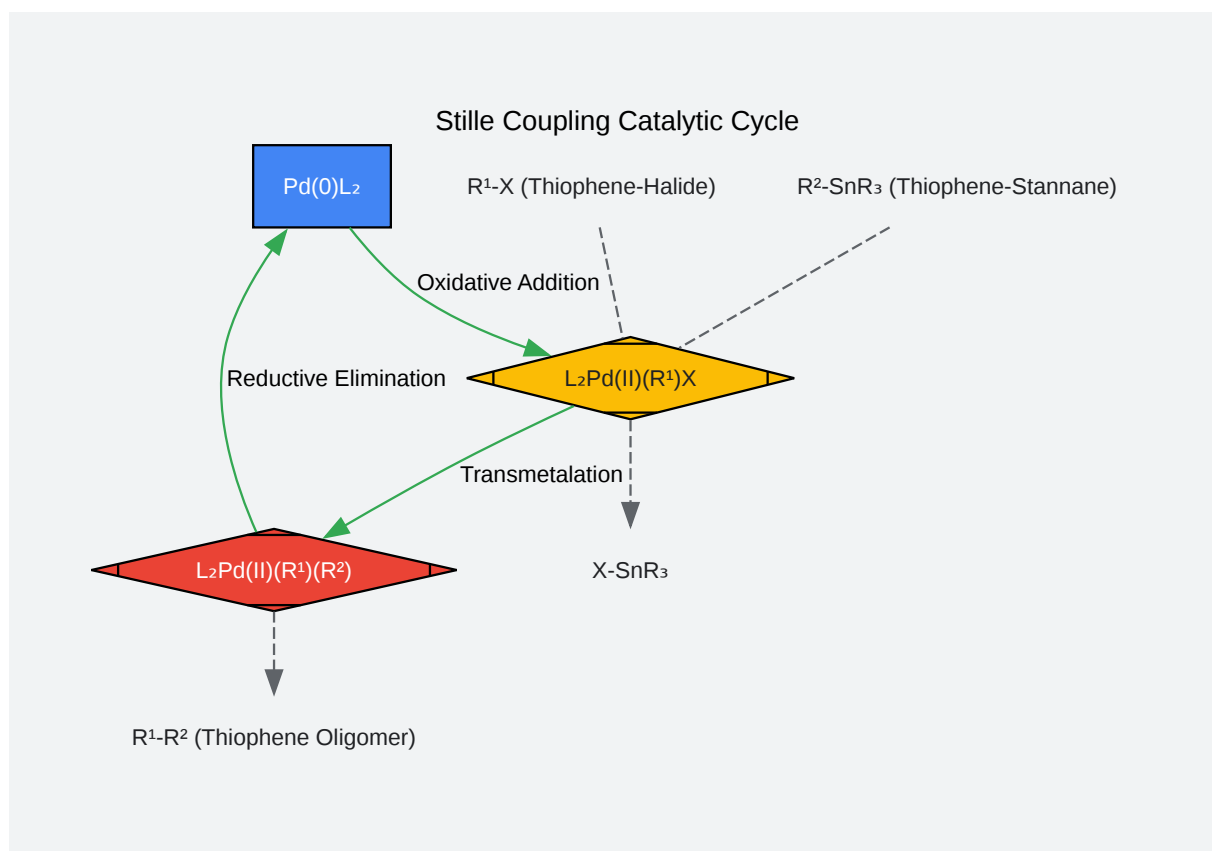 Stille Coupling Catalytic Cycle
Pd(0)L₂
R¹-X (Thiophene-Halide)
R²-SnR₃ (Thiophene-Stannane)
Oxidative Addition
Reductive Elimination
L₂Pd(II)(R¹)X
Transmetalation
L₂Pd(II)(R¹)(R²)
X-SnR₃
R¹-R² (Thiophene Oligomer)